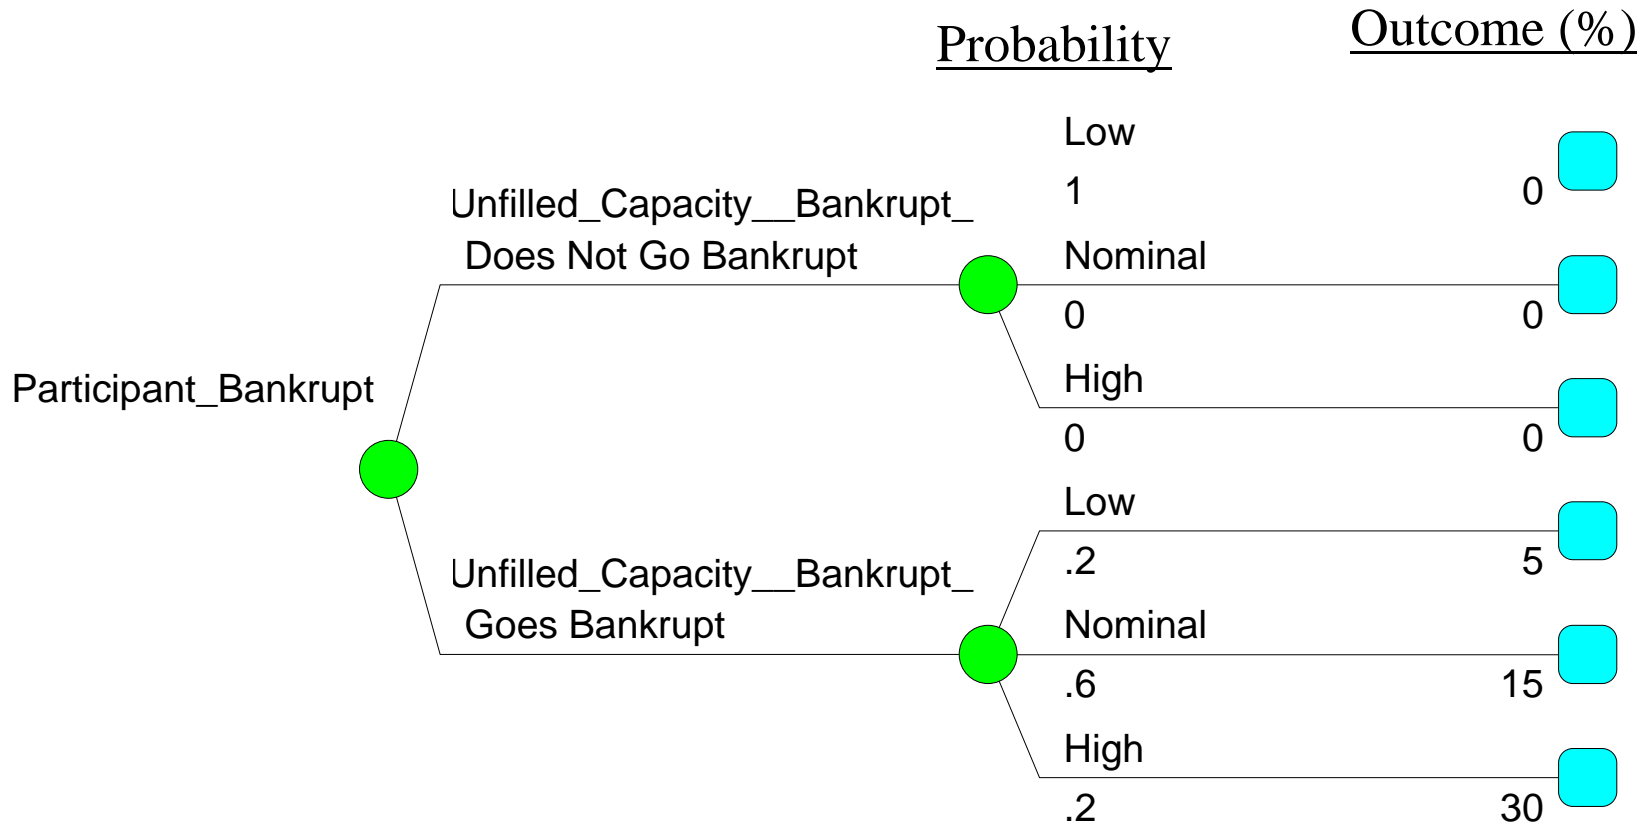 Probability Outcome (%)
Low
1 0
Unfilled_Capacity__Bankrupt_
Does Not Go Bankrupt Nominal
0 0
Participant_Bankrupt High
0 0
Low
.2 5
Unfilled_Capacity__Bankrupt_
Goes Bankrupt Nominal
.6 15
High
.2 30